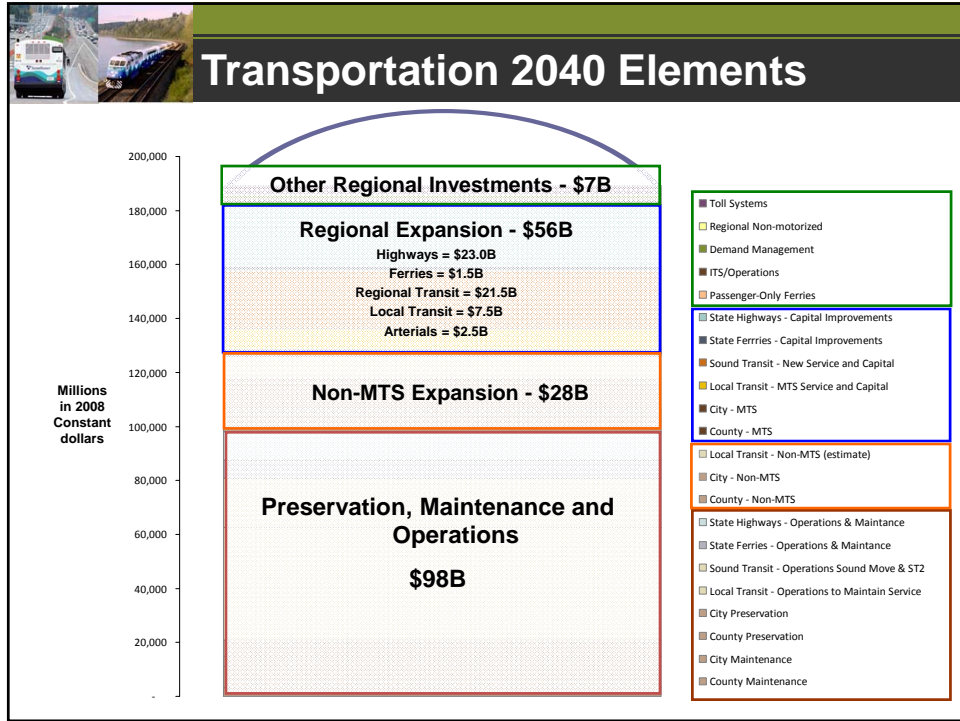 Transportation 2040 Elements
200,000
180,000
160,000
140,000
120,000
100,000
80,000
60,000
40,000
20,000
-
Millions
in 2008
Constant
dollars
Other Regional Investments - $7B
Regional Expansion - $56B
Highways = $23.0B
Ferries = $1.5B
Regional Transit = $21.5B
Local Transit = $7.5B
Arterials = $2.5B
Non-MTS Expansion - $28B
Preservation, Maintenance and
Operations
$98B
Toll Systems
Regional Non-motorized
Demand Management
ITS/Operations
Passenger-Only Ferries
State Highways - Capital Improvements
State Ferrries - Capital Improvements
Sound Transit - New Service and Capital
Local Transit - MTS Service and Capital
City - MTS
County - MTS
Local Transit - Non-MTS (estimate)
City - Non-MTS
County - Non-MTS
State Highways - Operations & Maintance
State Ferries - Operations & Maintance
Sound Transit - Operations Sound Move & ST2
Local Transit - Operations to Maintain Service
City Preservation
County Preservation
City Maintenance
County Maintenance